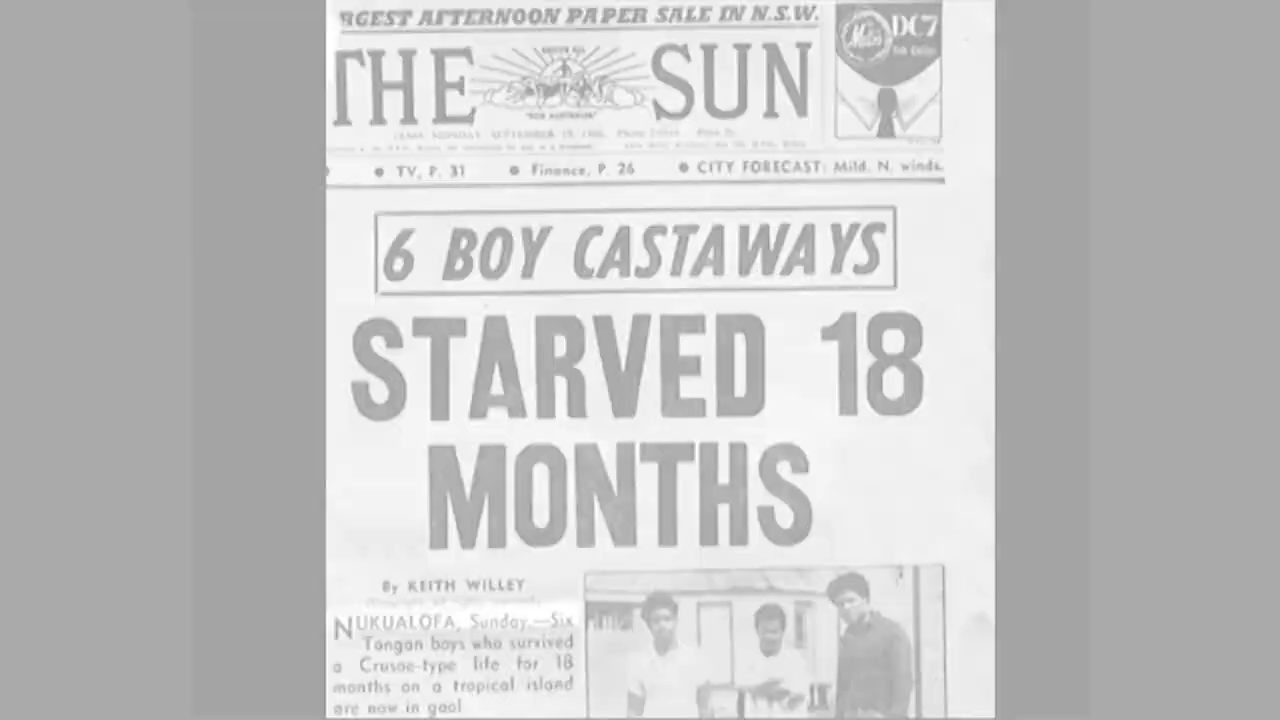 RGEST AFTERNOON PAPER SALE IN N.S.W.
THE SUN
DC7
MONDAY, SEPTEMBER
TV, P. 31 Finance, P. 26 CITY FORECAST: Mild. N. winds.
6 BOY CASTAWAYS
STARVED 18
MONTHS
By KEITH WILLEY
NUKUALOFA, Sunday.—Six
Tongan boys who survived
a Crusoe-type life for 18
months on a tropical island
are now in gaol